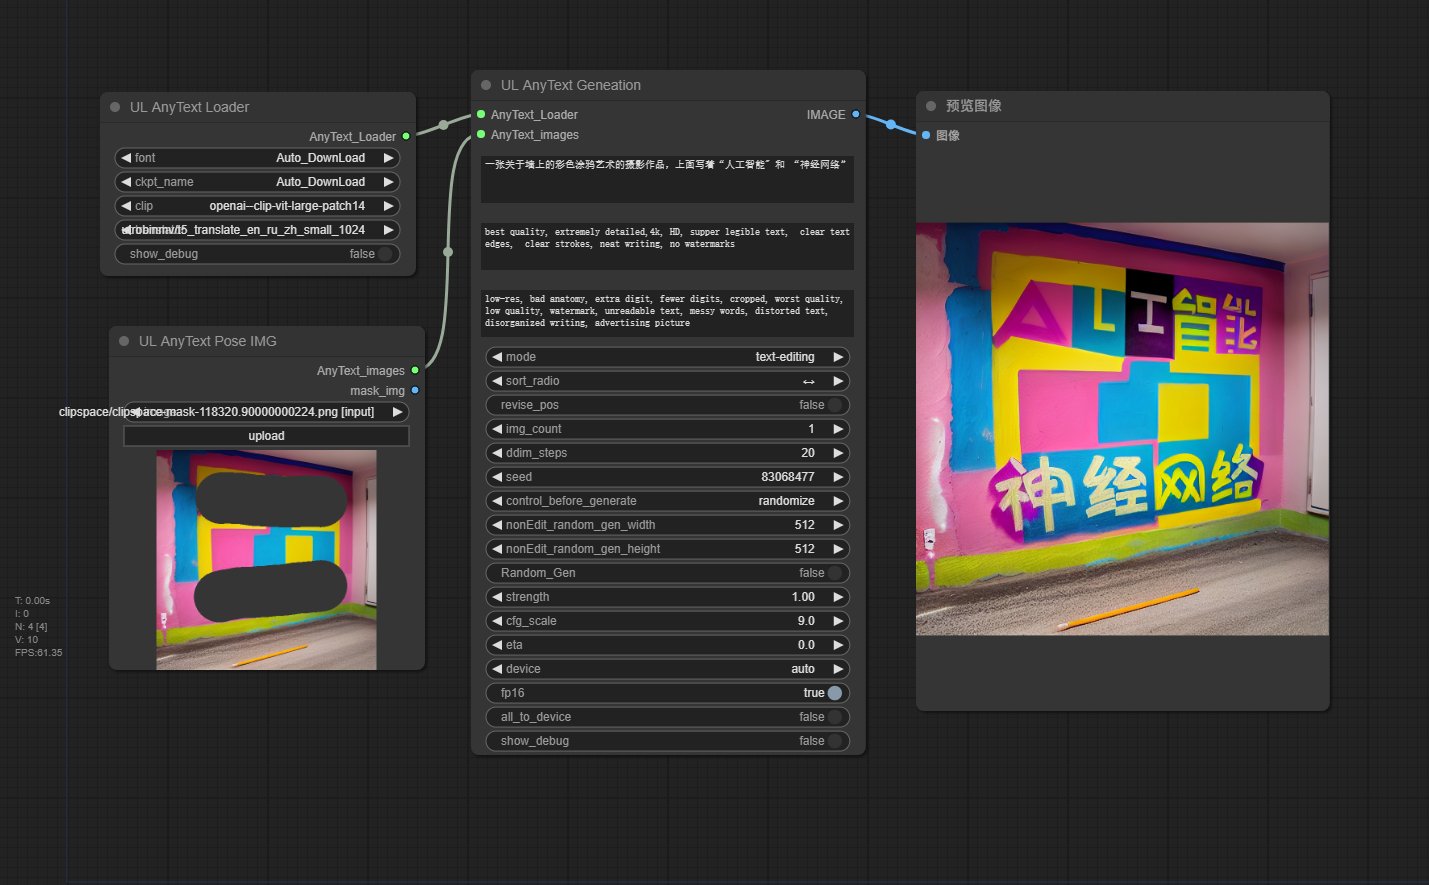 UL AnyText Loader
AnyText_Loader
font Auto_DownLoad
ckpt_name Auto_DownLoad
clip openai--clip-vit-large-patch14
utrobinmv/t5_translate_en_ru_zh_small_1024
show_debug false
UL AnyText Pose IMG
AnyText_images
mask_img
clipspace/clipspace-mask-118320.90000000224.png [input]
upload
T: 0.00s
I: 0
N: 4 [4]
V: 10
FPS:61.35
UL AnyText Geneation
AnyText_Loader IMAGE
AnyText_images
一张关于墙上的彩色涂鸦艺术的摄影作品，上面写着“人工智能”和 “神经网络”
best quality, extremely detailed,4k, HD, supper legible text,  clear text
edges,  clear strokes, neat writing, no watermarks
low-res, bad anatomy, extra digit, fewer digits, cropped, worst quality,
low quality, watermark, unreadable text, messy words, distorted text,
disorganized writing, advertising picture
mode text-editing
sort_radio ↔
revise_pos false
img_count 1
ddim_steps 20
seed 83068477
control_before_generate randomize
nonEdit_random_gen_width 512
nonEdit_random_gen_height 512
Random_Gen false
strength 1.00
cfg_scale 9.0
eta 0.0
device auto
fp16 true
all_to_device false
show_debug false
预览图像
图像
工智能
神经网络